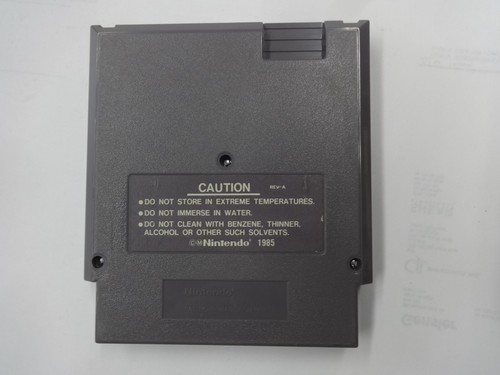 CAUTION REV-A
●DO NOT STORE IN EXTREME TEMPERATURES.
●DO NOT IMMERSE IN WATER.
●DO NOT CLEAN WITH BENZENE, THINNER,
ALCOHOL OR OTHER SUCH SOLVENTS.
©ⓂNintendo® 1985
Nintendo